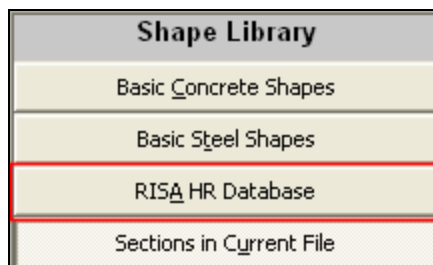 Shape Library
Basic Concrete Shapes
Basic Steel Shapes
RISA HR Database
Sections in Current File